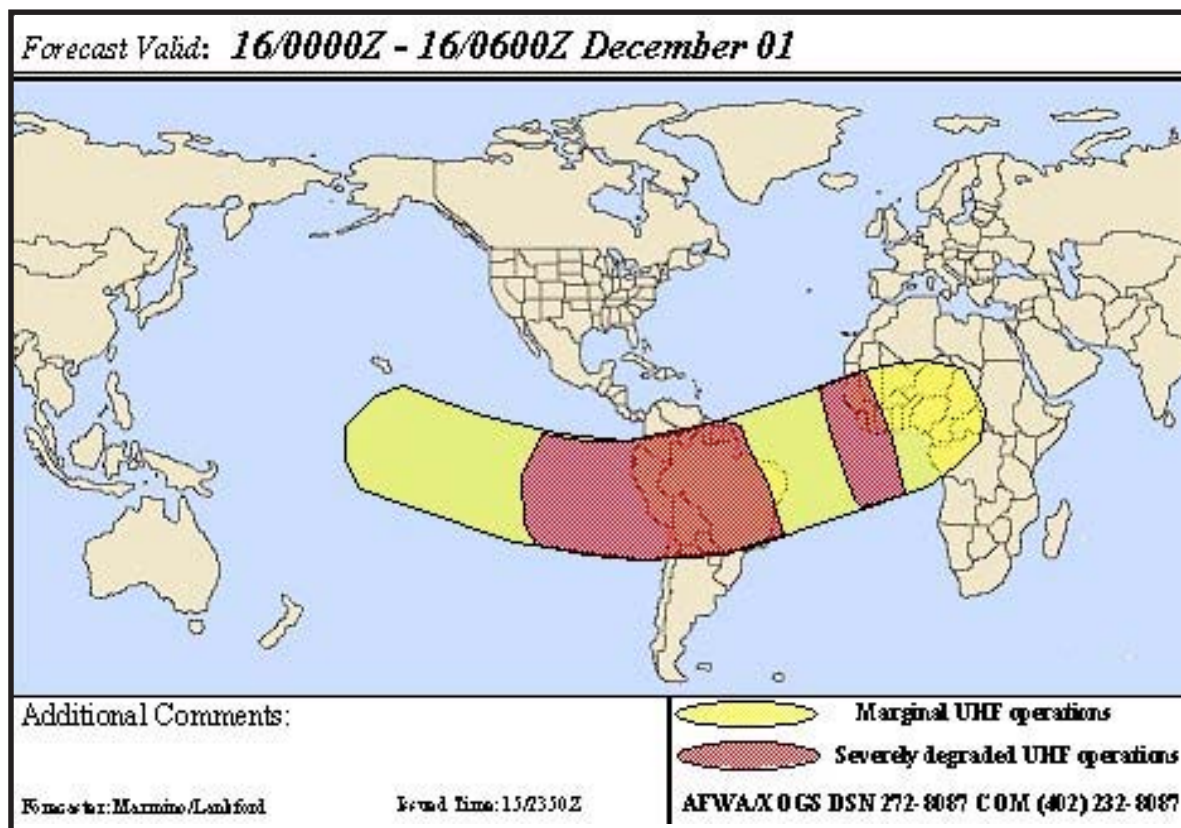 Forecast Valid: 16/0000Z - 16/0600Z December 01
Additional Comments:
Marginal UHF operations
Severely degraded UHF operations
Forecaster: Marmino/Lankford
Issued Time: 15/2350Z
AFWA/XOGS DSN 272-8087 COM (402) 232-8087